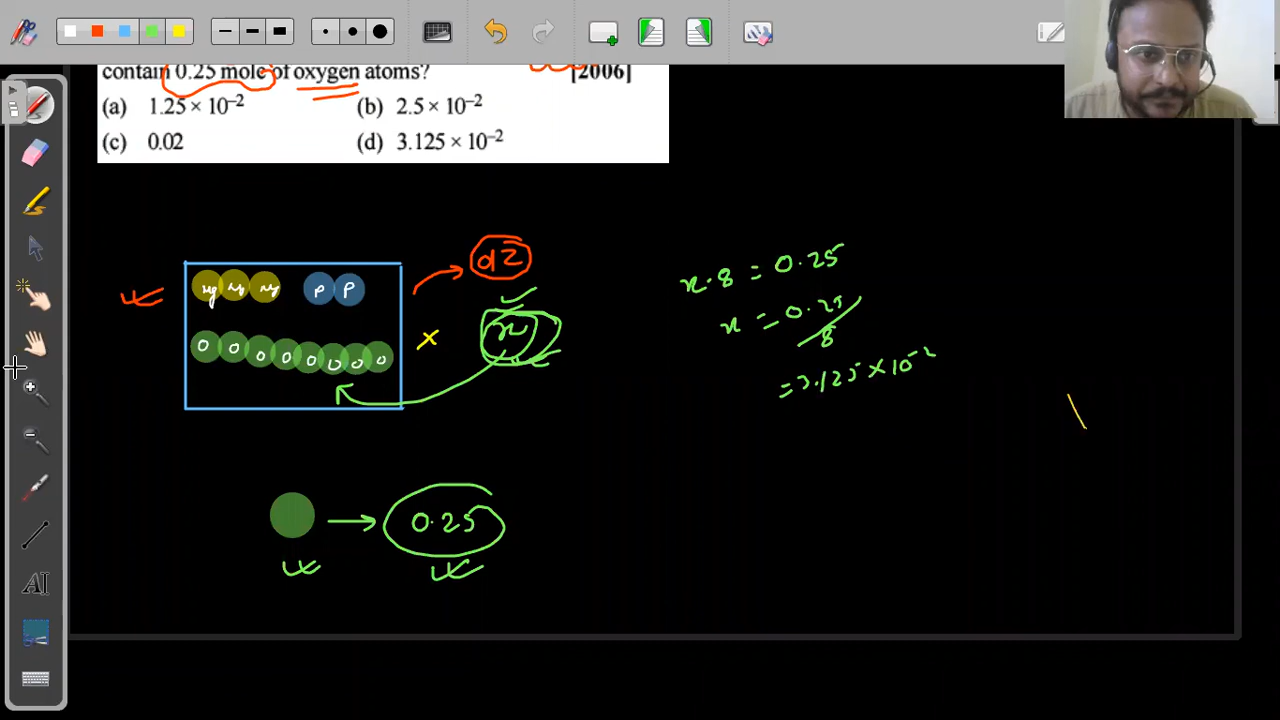 contain 0.25 mole of oxygen atoms? [2006]
(a) 1.25 × 10⁻² (b) 2.5 × 10⁻²
(c) 0.02 (d) 3.125 × 10⁻²
Mg Mg Mg P P
O O O O O O O O
x
x
x·8 = 0.25
x = 0.25/8
= 3.125 × 10⁻²
0.25
AI